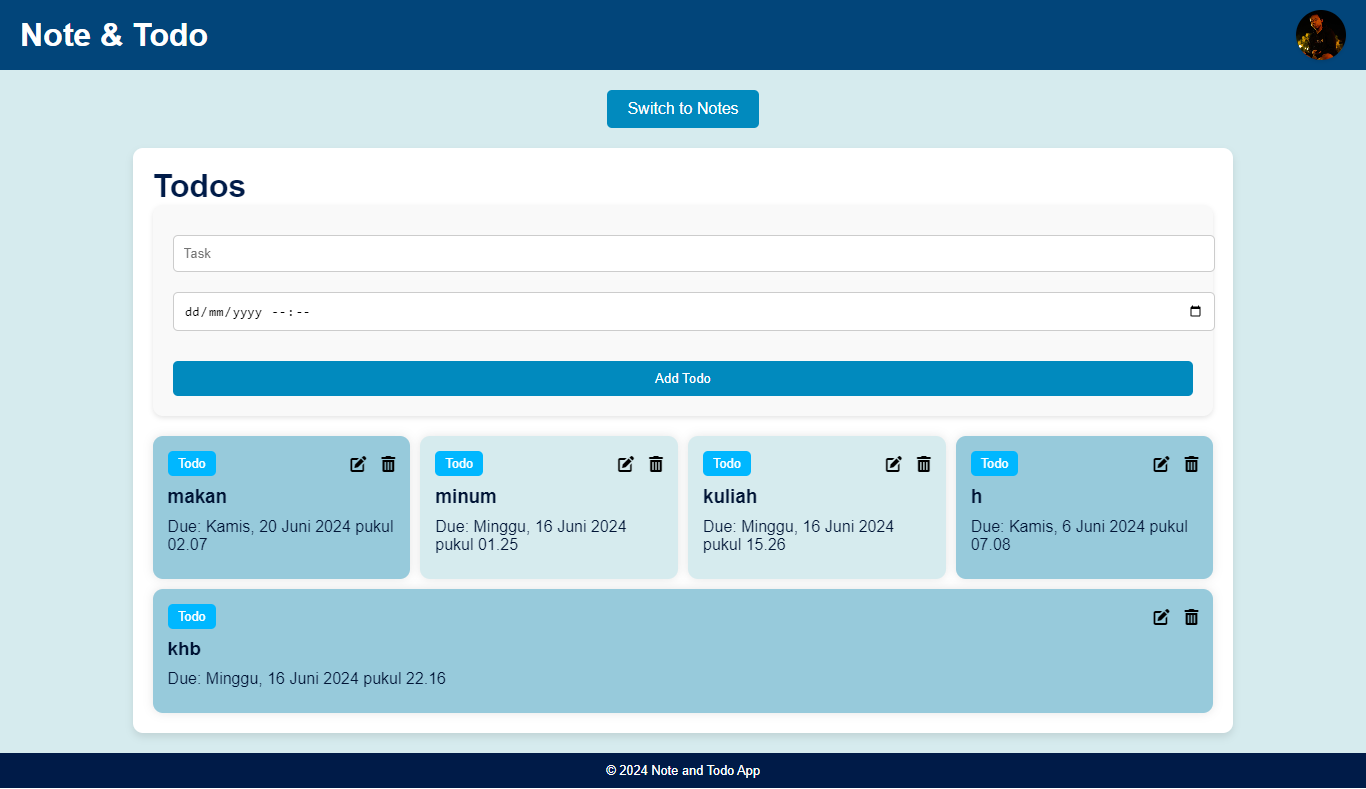 Note & Todo
Switch to Notes
Todos
Task
dd/mm/yyyy --:--
Add Todo
Todo
makan
Due: Kamis, 20 Juni 2024 pukul
02.07
Todo
minum
Due: Minggu, 16 Juni 2024
pukul 01.25
Todo
kuliah
Due: Minggu, 16 Juni 2024
pukul 15.26
Todo
h
Due: Kamis, 6 Juni 2024 pukul
07.08
Todo
khb
Due: Minggu, 16 Juni 2024 pukul 22.16
© 2024 Note and Todo App